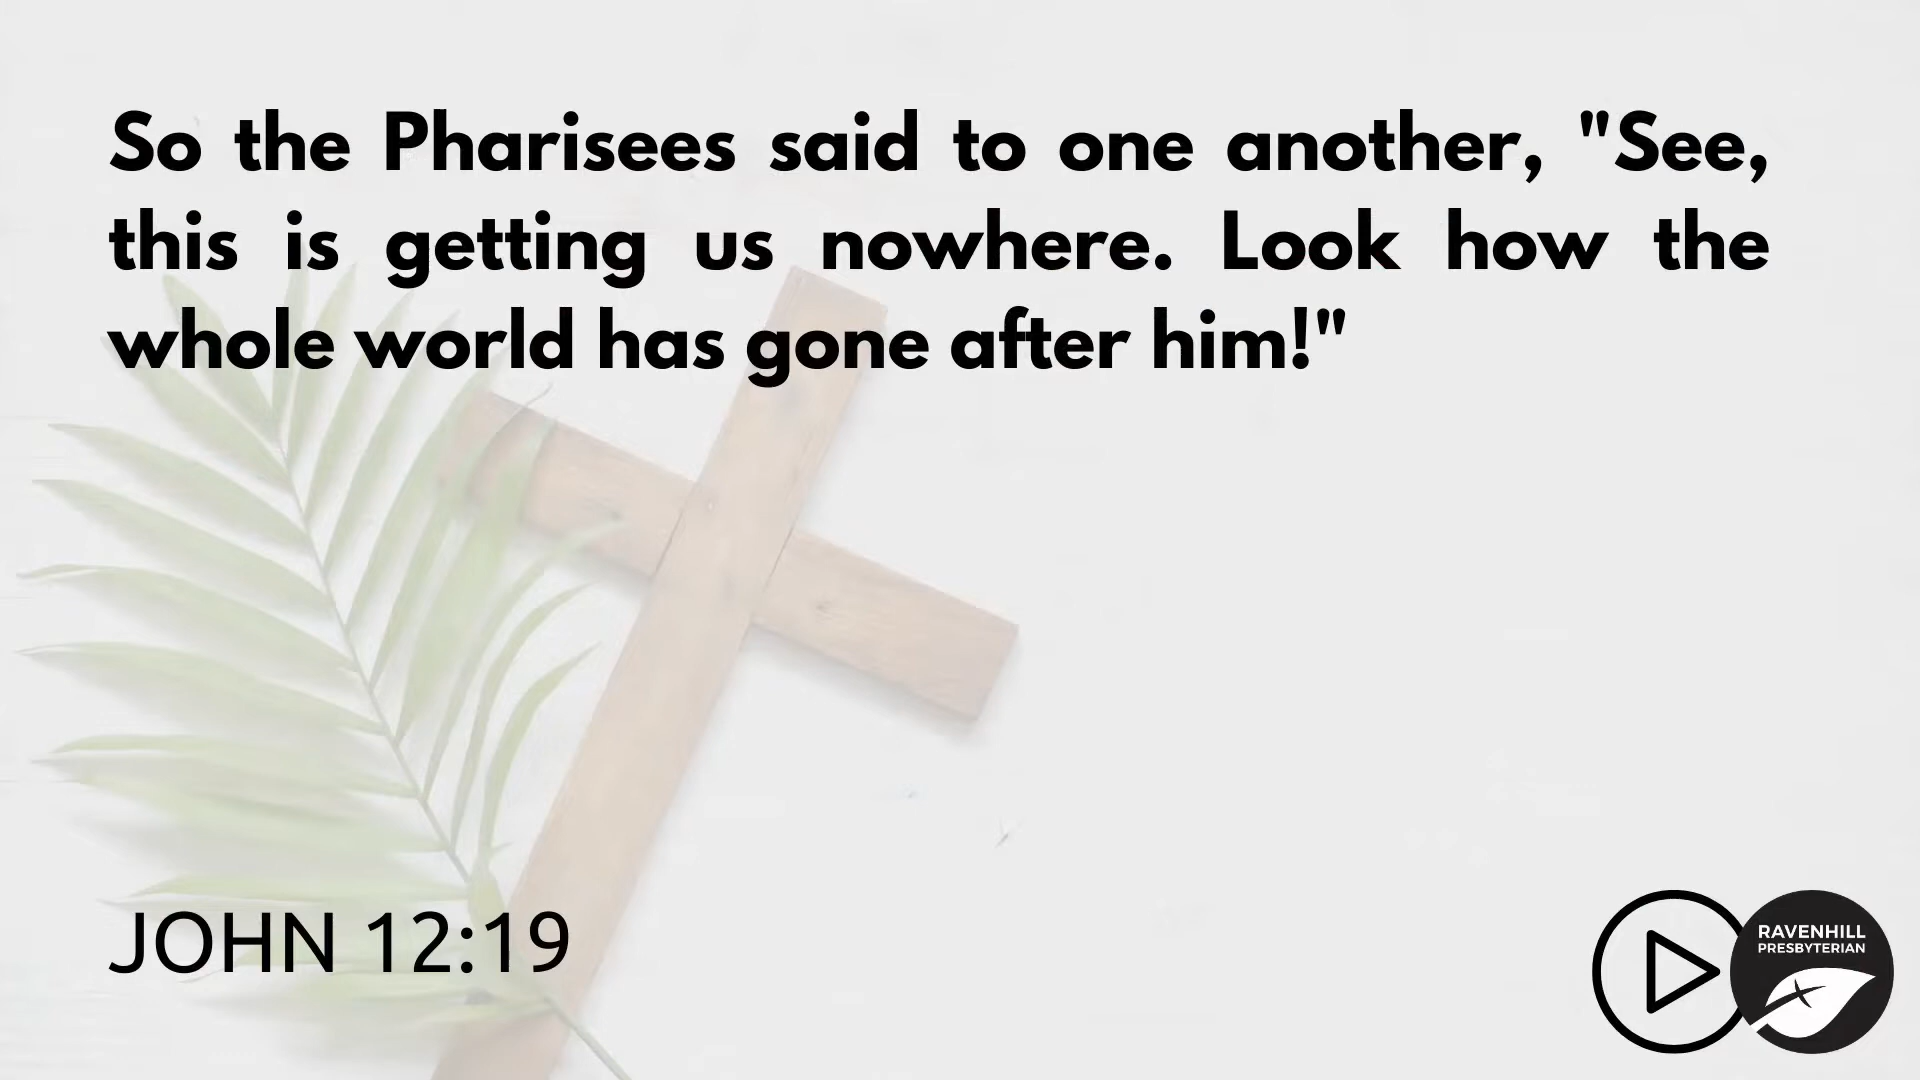 So the Pharisees said to one another, "See,
this is getting us nowhere. Look how the
whole world has gone after him!"
JOHN 12:19
RAVENHILL
PRESBYTERIAN